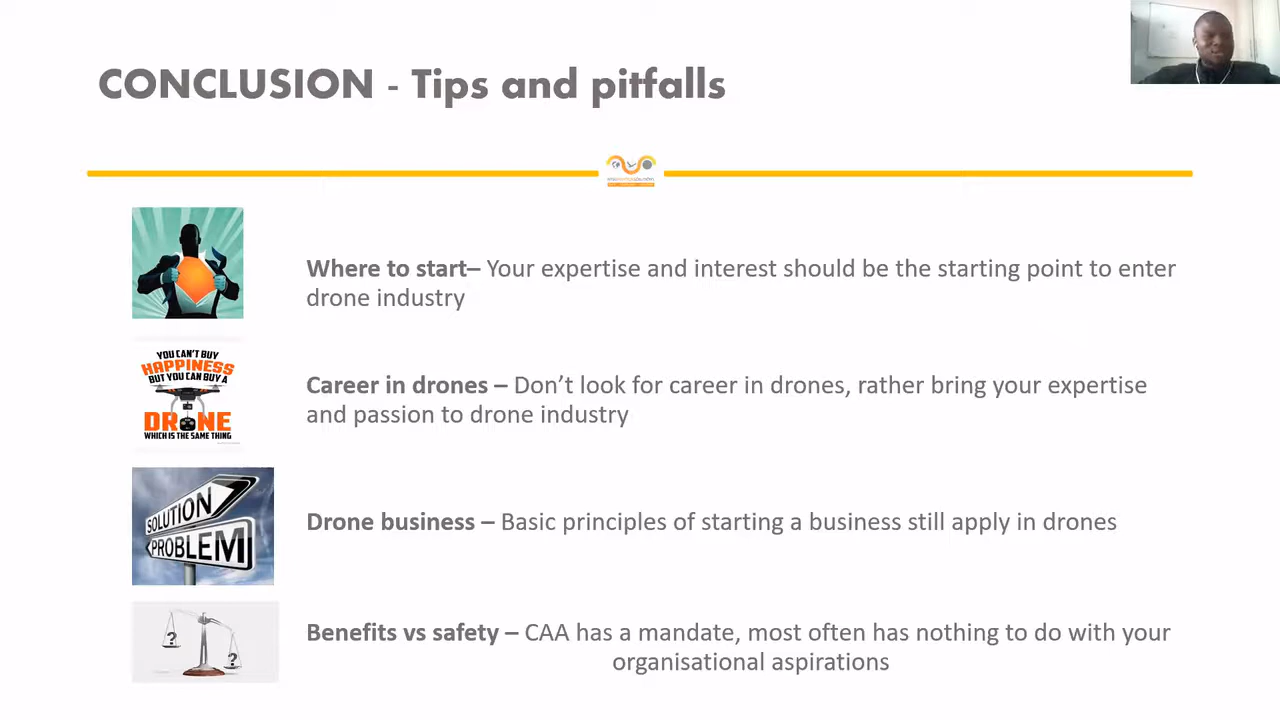 CONCLUSION - Tips and pitfalls
Where to start– Your expertise and interest should be the starting point to enter
drone industry
YOU CAN'T BUY
HAPPINESS
BUT YOU CAN BUY A
DRONE
WHICH IS THE SAME THING
Career in drones – Don't look for career in drones, rather bring your expertise
and passion to drone industry
SOLUTION
PROBLEM
Drone business – Basic principles of starting a business still apply in drones
?
?
Benefits vs safety – CAA has a mandate, most often has nothing to do with your
organisational aspirations